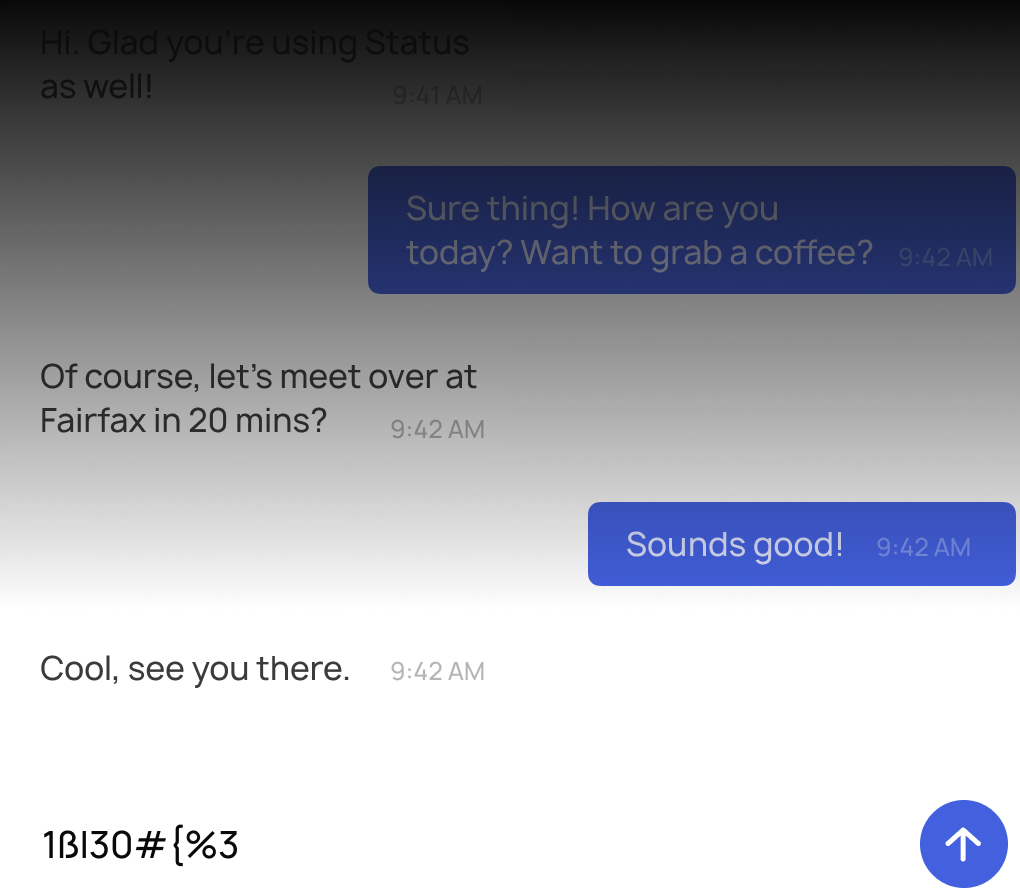 Hi. Glad you’re using Status
as well!
9:41 AM
Sure thing! How are you
today? Want to grab a coffee? 9:42 AM
Of course, let’s meet over at
Fairfax in 20 mins?
9:42 AM
Sounds good! 9:42 AM
Cool, see you there. 9:42 AM
1ßl30#{%3